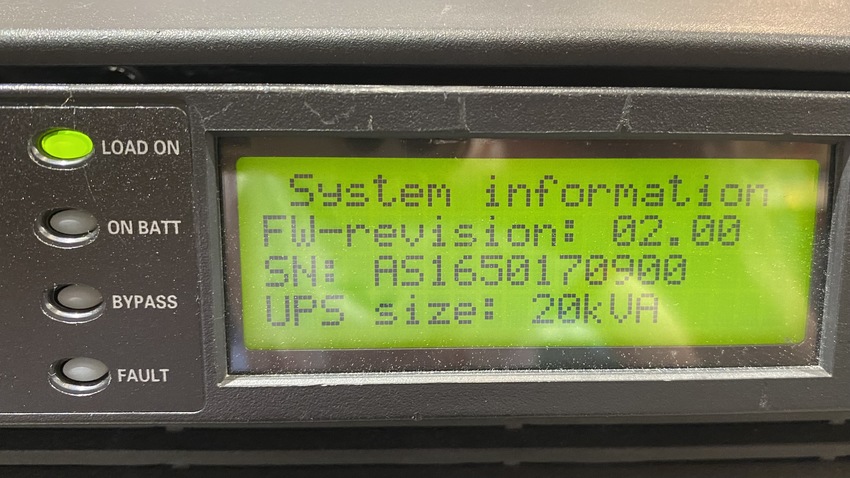 LOAD ON
ON BATT
BYPASS
FAULT
System information
FW-revision: 02.00
SN: AS1650170900
UPS size: 20kVA